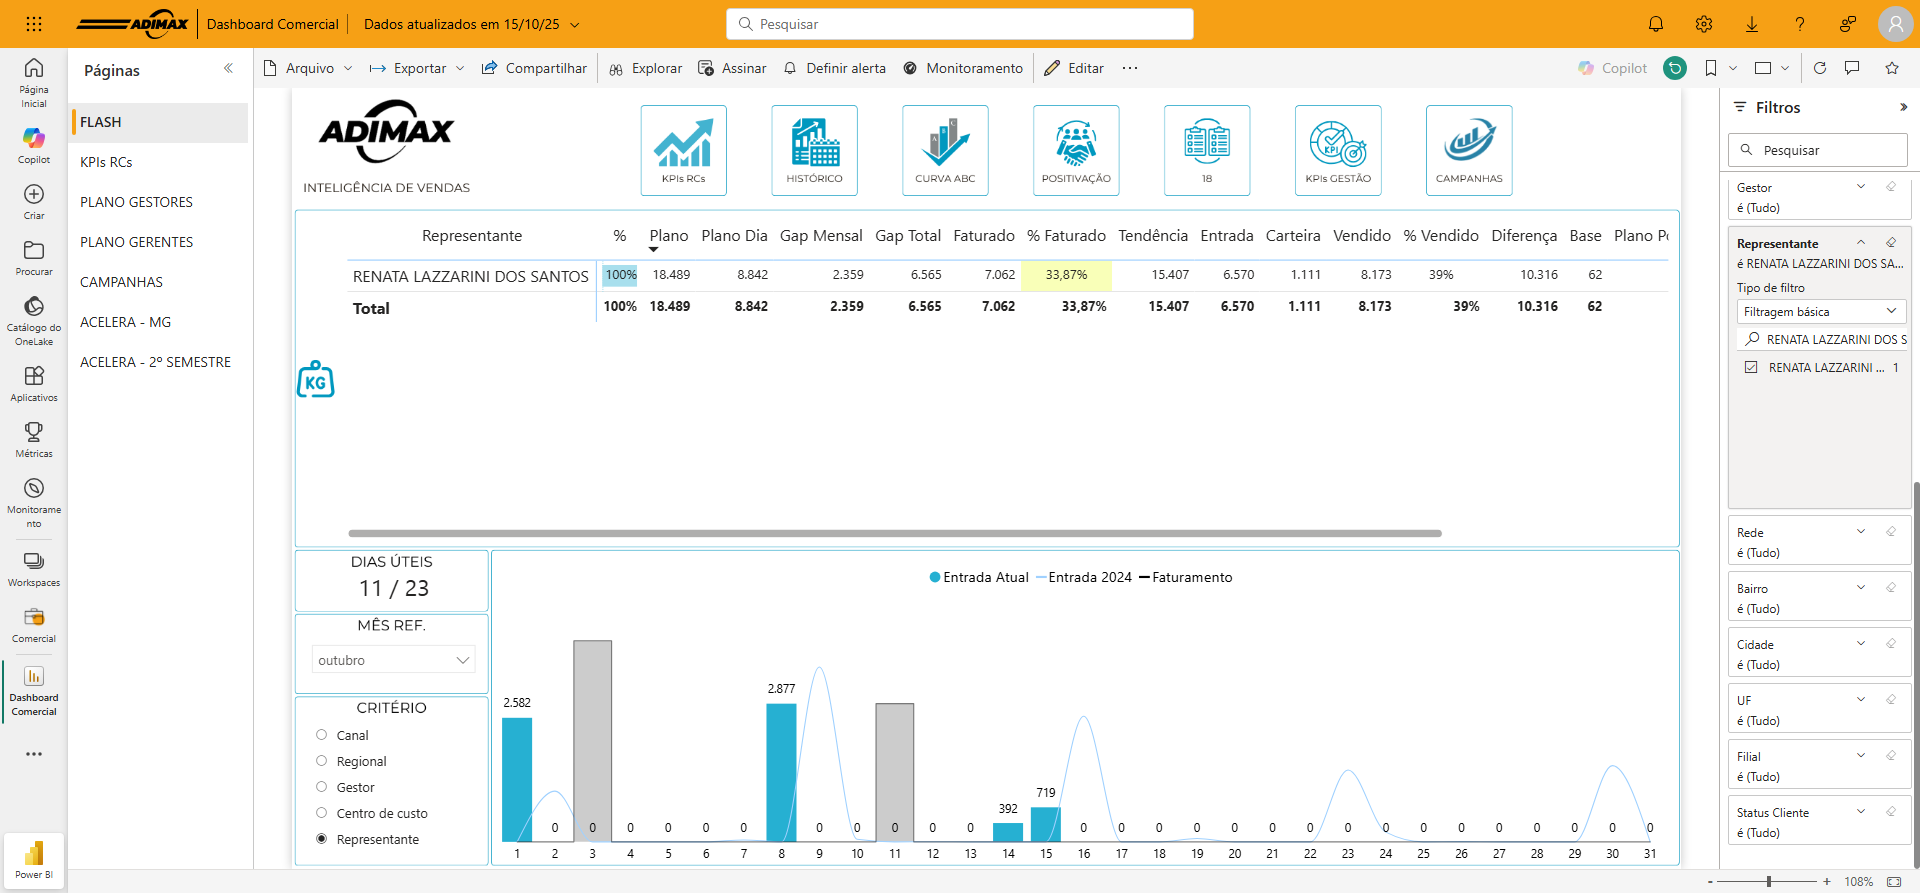 ADIMAX
Dashboard Comercial
Dados atualizados em 15/10/25
Pesquisar
Página Inicial
Copilot
Criar
Procurar
Catálogo do OneLake
Aplicativos
Métricas
Monitorame
nto
Workspaces
Comercial
Dashboard Comercial
Power BI
Páginas
FLASH
KPIs RCs
PLANO GESTORES
PLANO GERENTES
CAMPANHAS
ACELERA - MG
ACELERA - 2º SEMESTRE
Arquivo
Exportar
Compartilhar
Explorar
Assinar
Definir alerta
Monitoramento
Editar
Copilot
ADIMAX
INTELIGÊNCIA DE VENDAS
KPIs RCs
HISTÓRICO
A B C
CURVA ABC
POSITIVAÇÃO
18
KPI
KPIs GESTÃO
CAMPANHAS
Representante % Plano Plano Dia Gap Mensal Gap Total Faturado % Faturado Tendência Entrada Carteira Vendido % Vendido Diferença Base Plano Po
RENATA LAZZARINI DOS SANTOS 100% 18.489 8.842 2.359 6.565 7.062 33,87% 15.407 6.570 1.111 8.173 39% 10.316 62
Total 100% 18.489 8.842 2.359 6.565 7.062 33,87% 15.407 6.570 1.111 8.173 39% 10.316 62
KG
DIAS ÚTEIS
11 / 23
MÊS REF.
outubro
CRITÉRIO
Canal
Regional
Gestor
Centro de custo
Representante
Entrada Atual Entrada 2024 Faturamento
2.582
2.877
392
719
0 0 0 0 0 0 0 0 0 0 0 0 0 0 0 0 0 0 0 0 0 0 0 0 0 0 0
1 2 3 4 5 6 7 8 9 10 11 12 13 14 15 16 17 18 19 20 21 22 23 24 25 26 27 28 29 30 31
Filtros
Pesquisar
Gestor
é (Tudo)
Representante
é RENATA LAZZARINI DOS SA...
Tipo de filtro
Filtragem básica
RENATA LAZZARINI DOS S
RENATA LAZZARINI ... 1
Rede
é (Tudo)
Bairro
é (Tudo)
Cidade
é (Tudo)
UF
é (Tudo)
Filial
é (Tudo)
Status Cliente
é (Tudo)
- + 108%